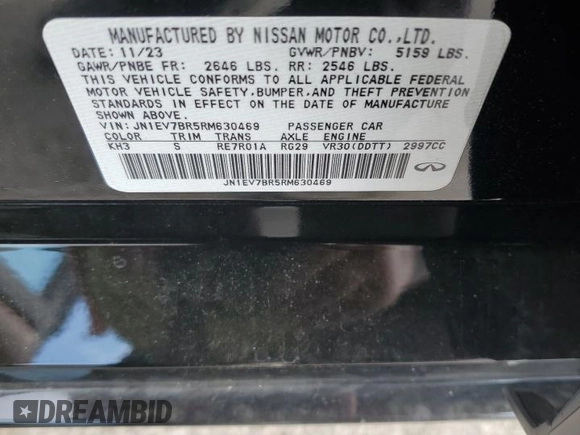 MANUFACTURED BY NISSAN MOTOR CO.,LTD.
DATE: 11/23 GVWR/PNBV: 5159 LBS.
GAWR/PNBE FR: 2646 LBS. RR: 2546 LBS.
THIS VEHICLE CONFORMS TO ALL APPLICABLE FEDERAL
MOTOR VEHICLE SAFETY, BUMPER, AND THEFT PREVENTION
STANDARDS IN EFFECT ON THE DATE OF MANUFACTURE
SHOWN ABOVE.
VIN: JN1EV7BR5RM630469 PASSENGER CAR
COLOR TRIM TRANS AXLE ENGINE
KH3 S RE7R01A RG29 VR30(DDTT) 2997CC
JN1EV7BR5RM630469
DREAMBID